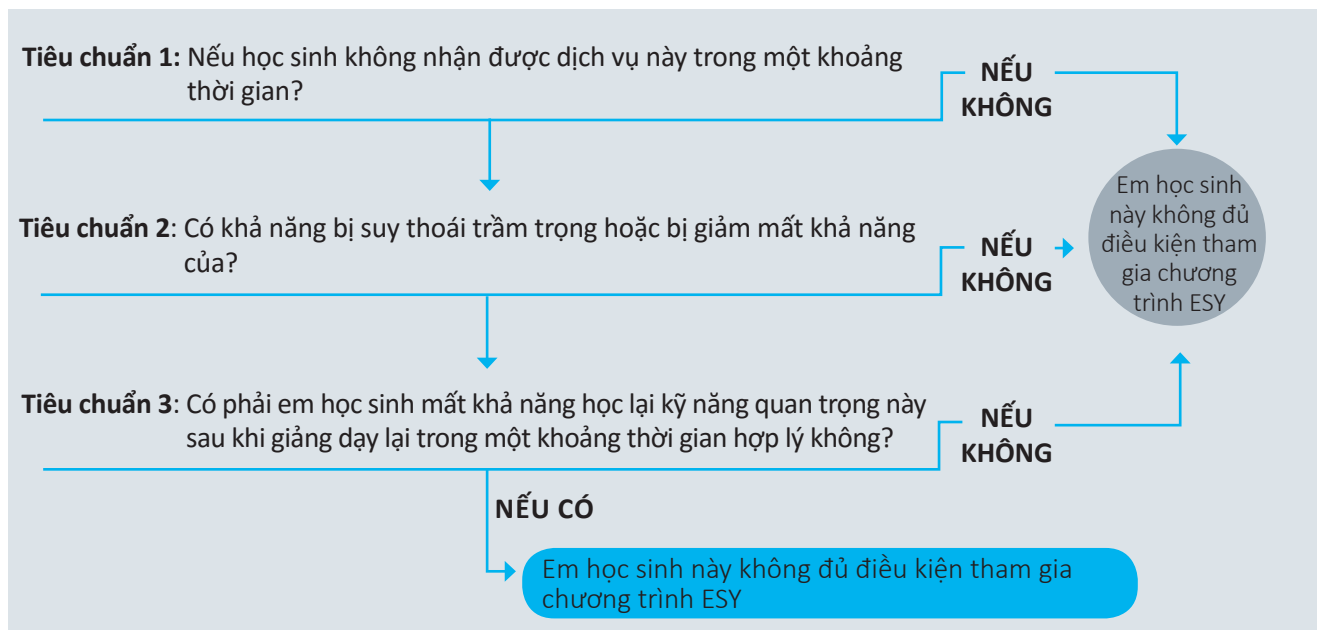 Tiêu chuẩn 1: Nếu học sinh không nhận được dịch vụ này trong một khoảng
thời gian?
NẾU
KHÔNG
Tiêu chuẩn 2: Có khả năng bị suy thoái trầm trọng hoặc bị giảm mất khả năng
của?
NẾU
KHÔNG
Em học sinh
này không đủ
điều kiện tham
gia chương
trình ESY
Tiêu chuẩn 3: Có phải em học sinh mất khả năng học lại kỹ năng quan trọng này
sau khi giảng dạy lại trong một khoảng thời gian hợp lý không?
NẾU
KHÔNG
NẾU CÓ
Em học sinh này không đủ điều kiện tham gia
chương trình ESY